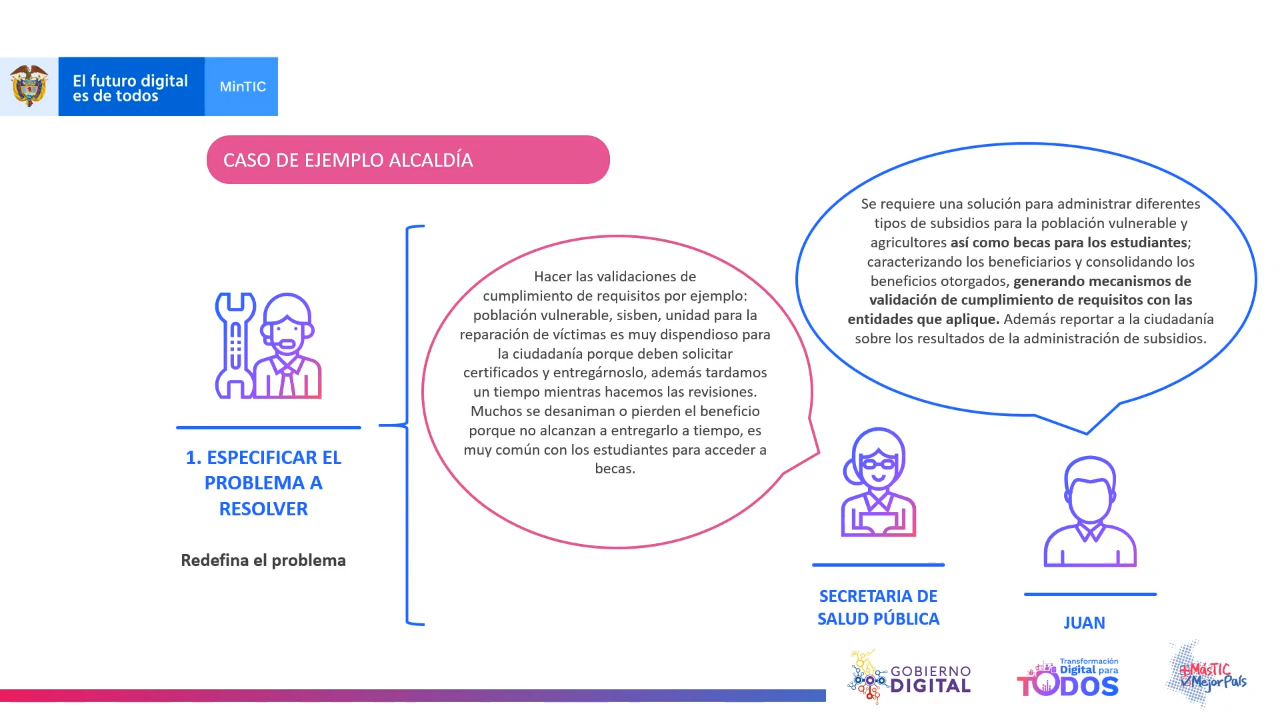 El futuro digital
es de todos
MinTIC
CASO DE EJEMPLO ALCALDÍA
Se requiere una solución para administrar diferentes
tipos de subsidios para la población vulnerable y
agricultores así como becas para los estudiantes;
caracterizando los beneficiarios y consolidando los
beneficios otorgados, generando mecanismos de
validación de cumplimiento de requisitos con las
entidades que aplique. Además reportar a la ciudadanía
sobre los resultados de la administración de subsidios.
Hacer las validaciones de
cumplimiento de requisitos por ejemplo:
población vulnerable, sisben, unidad para la
reparación de víctimas es muy dispendioso para
la ciudadanía porque deben solicitar
certificados y entregárnoslo, además tardamos
un tiempo mientras hacemos las revisiones.
Muchos se desaniman o pierden el beneficio
porque no alcanzan a entregarlo a tiempo, es
muy común con los estudiantes para acceder a
becas.
1. ESPECIFICAR EL
PROBLEMA A
RESOLVER
Redefina el problema
SECRETARIA DE
SALUD PÚBLICA
JUAN
GOBIERNO
DIGITAL
Transformación
Digital para
TODOS
+MásTIC
✓MejorPaís